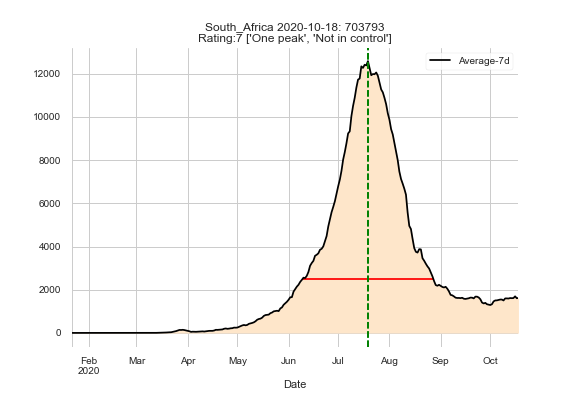 South_Africa 2020-10-18: 703793
Rating:7 ['One peak', 'Not in control']
Average-7d
12000
10000
8000
6000
4000
2000
0
Feb Mar Apr May Jun Jul Aug Sep Oct
2020
Date